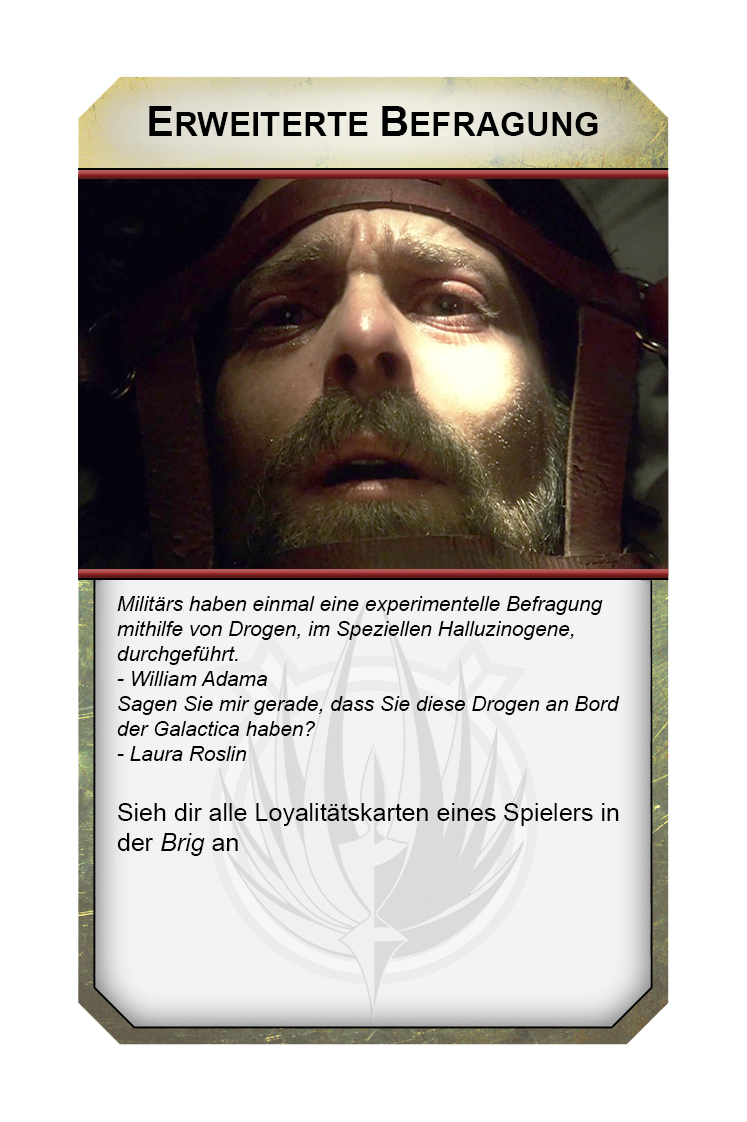 ERWEITERTE BEFRAGUNG
Militärs haben einmal eine experimentelle Befragung
mithilfe von Drogen, im Speziellen Halluzinogene,
durchgeführt.
- William Adama
Sagen Sie mir gerade, dass Sie diese Drogen an Bord
der Galactica haben?
- Laura Roslin
Sieh dir alle Loyalitätskarten eines Spielers in
der Brig an